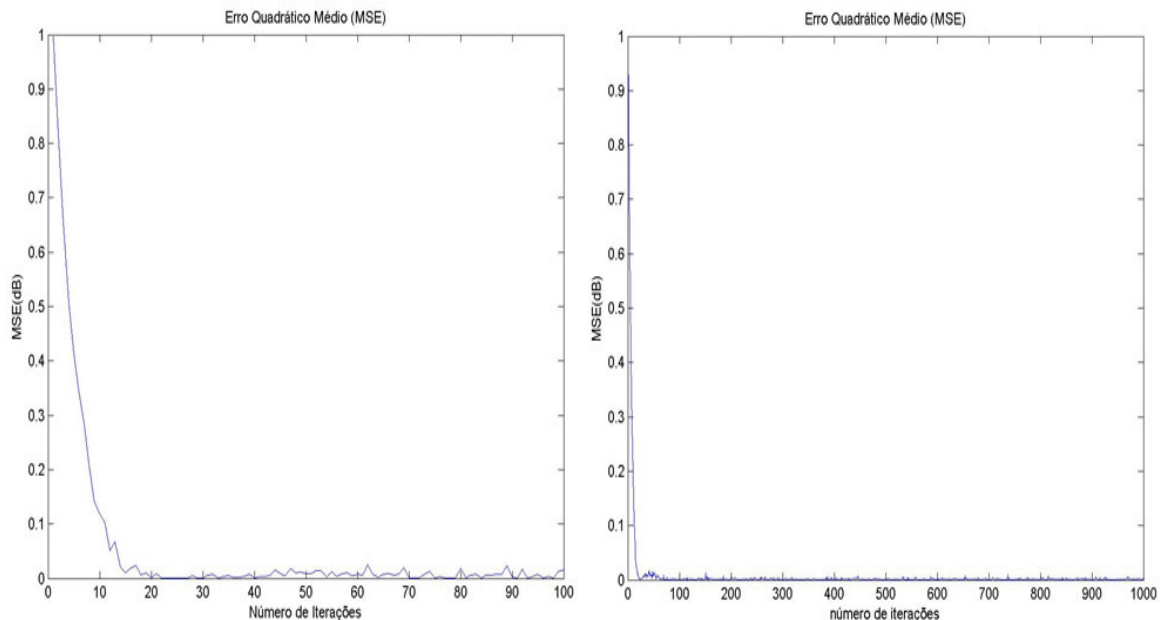 Erro Quadrático Médio (MSE)
1
0.9
0.8
0.7
0.6
0.5
0.4
0.3
0.2
0.1
0
MSE(dB)
0 10 20 30 40 50 60 70 80 90 100
Número de Iterações
Erro Quadrático Médio (MSE)
1
0.9
0.8
0.7
0.6
0.5
0.4
0.3
0.2
0.1
0
MSE(dB)
0 100 200 300 400 500 600 700 800 900 1000
número de iterações